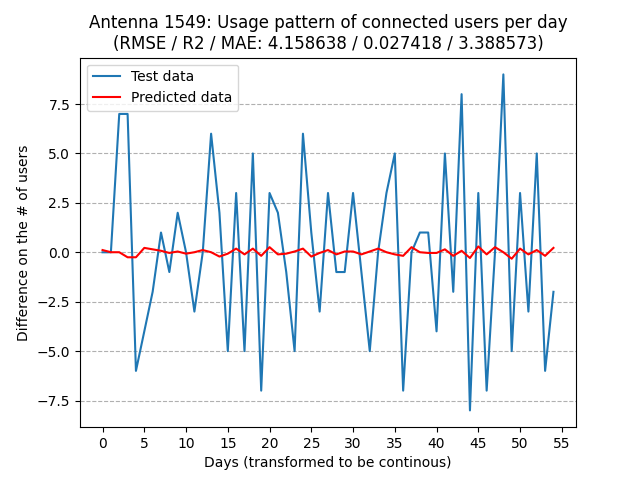 Antenna 1549: Usage pattern of connected users per day
(RMSE / R2 / MAE: 4.158638 / 0.027418 / 3.388573)
Test data
Predicted data
Difference on the # of users
7.5
5.0
2.5
0.0
−2.5
−5.0
−7.5
0 5 10 15 20 25 30 35 40 45 50 55
Days (transformed to be continous)